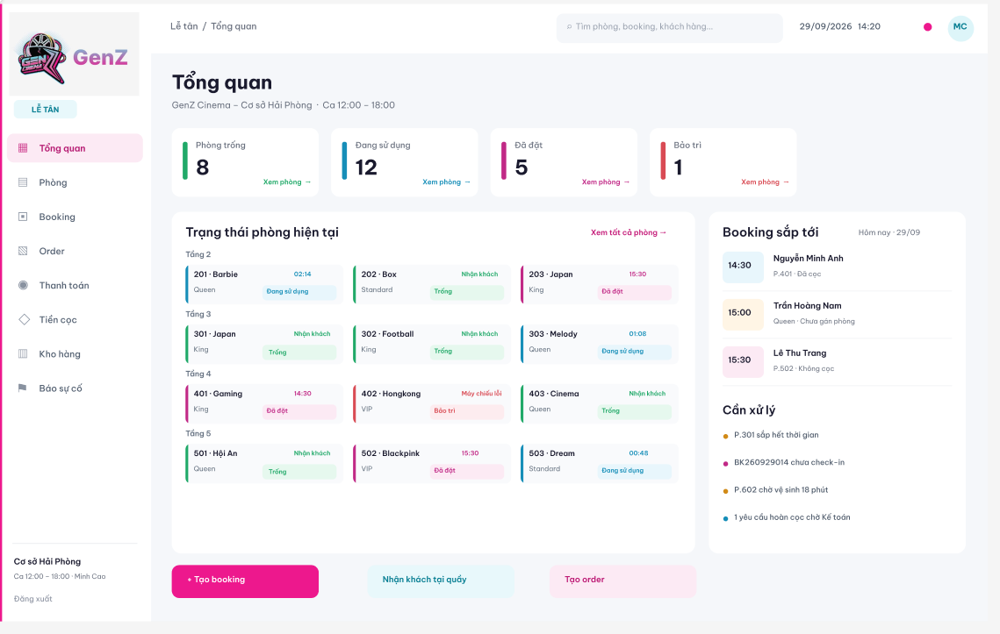 GEN Z
CINEMA
GenZ
LỄ TÂN
Tổng quan
Phòng
Booking
Order
Thanh toán
Tiền cọc
Kho hàng
Báo sự cố
Cơ sở Hải Phòng
Ca 12:00 – 18:00 · Minh Cao
Đăng xuất
Lễ tân / Tổng quan
Tìm phòng, booking, khách hàng...
29/09/2026 14:20
MC
Tổng quan
GenZ Cinema – Cơ sở Hải Phòng · Ca 12:00 – 18:00
Phòng trống
8
Xem phòng →
Đang sử dụng
12
Xem phòng →
Đã đặt
5
Xem phòng →
Bảo trì
1
Xem phòng →
Trạng thái phòng hiện tại
Xem tất cả phòng →
Tầng 2
201 · Barbie 02:14
Queen Đang sử dụng
202 · Box Nhận khách
Standard Trống
203 · Japan 15:30
King Đã đặt
Tầng 3
301 · Japan Nhận khách
King Trống
302 · Football Nhận khách
King Trống
303 · Melody 01:08
Queen Đang sử dụng
Tầng 4
401 · Gaming 14:30
King Đã đặt
402 · Hongkong Máy chiếu lỗi
VIP Bảo trì
403 · Cinema Nhận khách
Queen Trống
Tầng 5
501 · Hội An Nhận khách
Queen Trống
502 · Blackpink 15:30
VIP Đã đặt
503 · Dream 00:48
Standard Đang sử dụng
Booking sắp tới
Hôm nay · 29/09
14:30
Nguyễn Minh Anh
P.401 · Đã cọc
15:00
Trần Hoàng Nam
Queen · Chưa gán phòng
15:30
Lê Thu Trang
P.502 · Không cọc
Cần xử lý
P.301 sắp hết thời gian
BK260929014 chưa check-in
P.602 chờ vệ sinh 18 phút
1 yêu cầu hoàn cọc chờ Kế toán
+ Tạo booking
Nhận khách tại quầy
Tạo order